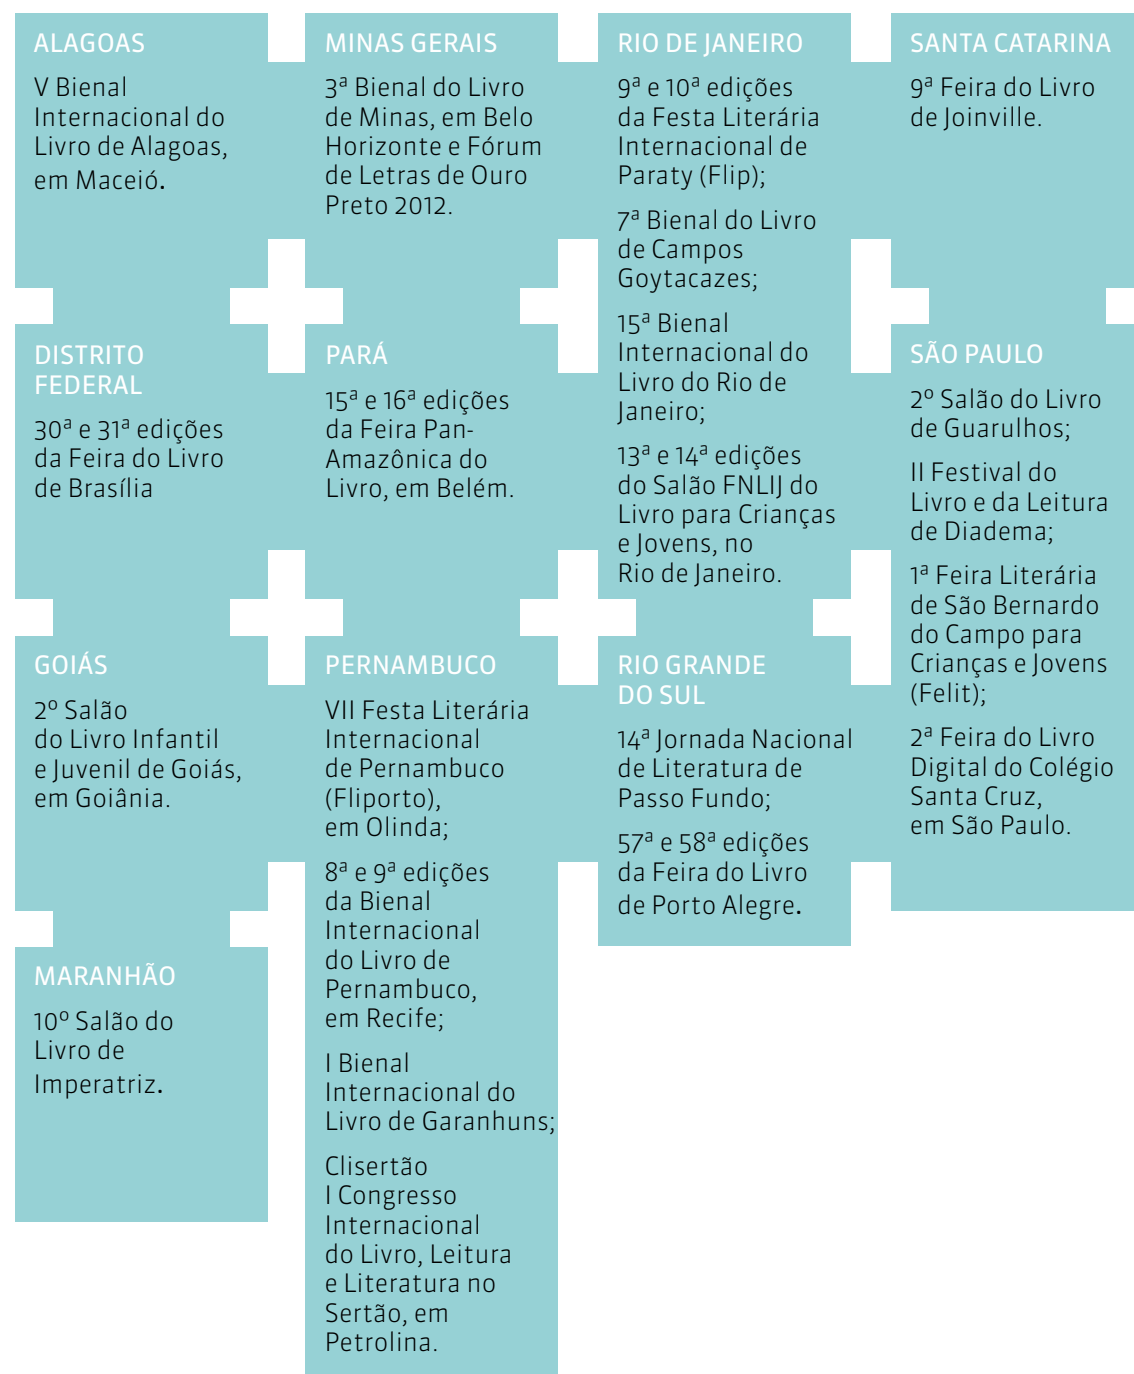 ALAGOAS
V Bienal
Internacional do
Livro de Alagoas,
em Maceió.
DISTRITO
FEDERAL
30ª e 31ª edições
da Feira do Livro
de Brasília
GOIÁS
2º Salão
do Livro Infantil
e Juvenil de Goiás,
em Goiânia.
MARANHÃO
10º Salão do
Livro de
Imperatriz.
MINAS GERAIS
3ª Bienal do Livro
de Minas, em Belo
Horizonte e Fórum
de Letras de Ouro
Preto 2012.
PARÁ
15ª e 16ª edições
da Feira Pan-
Amazônica do
Livro, em Belém.
PERNAMBUCO
VII Festa Literária
Internacional
de Pernambuco
(Fliporto),
em Olinda;
8ª e 9ª edições
da Bienal
Internacional
do Livro de
Pernambuco,
em Recife;
I Bienal
Internacional do
Livro de Garanhuns;
Clisertão
I Congresso
Internacional
do Livro, Leitura
e Literatura no
Sertão, em
Petrolina.
RIO DE JANEIRO
9ª e 10ª edições
da Festa Literária
Internacional de
Paraty (Flip);
7ª Bienal do Livro
de Campos
Goytacazes;
15ª Bienal
Internacional do
Livro do Rio de
Janeiro;
13ª e 14ª edições
do Salão FNLIJ do
Livro para Crianças
e Jovens, no
Rio de Janeiro.
RIO GRANDE
DO SUL
14ª Jornada Nacional
de Literatura de
Passo Fundo;
57ª e 58ª edições
da Feira do Livro
de Porto Alegre.
SANTA CATARINA
9ª Feira do Livro
de Joinville.
SÃO PAULO
2º Salão do Livro
de Guarulhos;
II Festival do
Livro e da Leitura
de Diadema;
1ª Feira Literária
de São Bernardo
do Campo para
Crianças e Jovens
(Felit);
2ª Feira do Livro
Digital do Colégio
Santa Cruz,
em São Paulo.